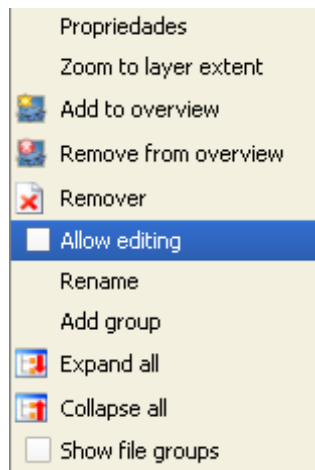 Propriedades
Zoom to layer extent
Add to overview
Remove from overview
Remover
Allow editing
Rename
Add group
Expand all
Collapse all
Show file groups